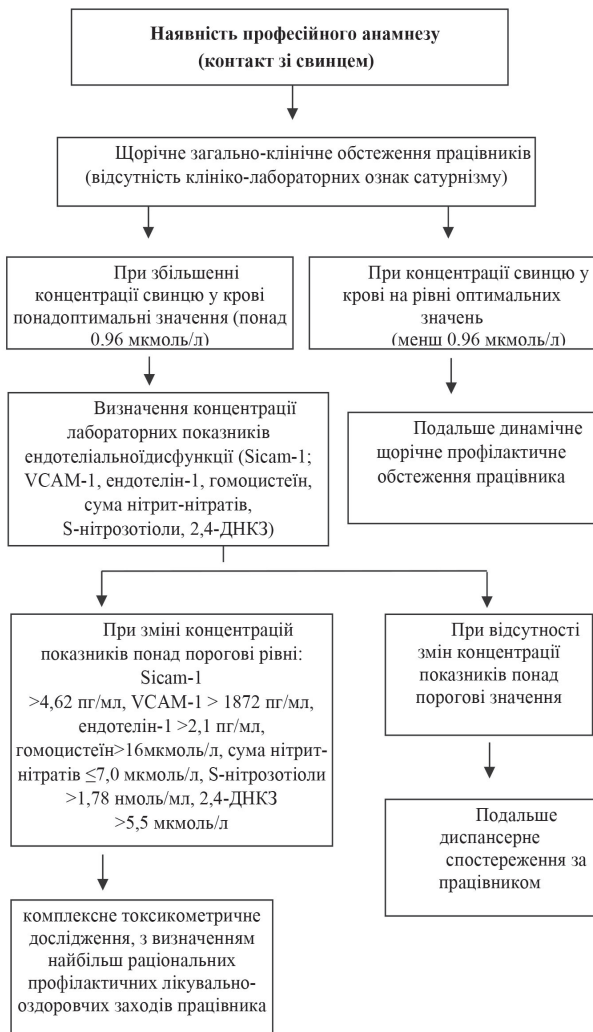 Наявність професійного анамнезу
(контакт зі свинцем)
Щорічне загально-клінічне обстеження працівників
(відсутність клініко-лабораторних ознак сатурнізму)
При збільшенні
концентрації свинцю у крові
понадоптимальні значення (понад
0,96 мкмоль/л)
При концентрації свинцю у
крові на рівні оптимальних
значень
(менш 0,96 мкмоль/л)
Визначення концентрації
лабораторних показників
ендотеліальноїдисфункції (Sicam-1;
VCAM-1, ендотелін-1, гомоцистеїн,
сума нітрит-нітратів,
S-нітрозотіоли, 2,4-ДНКЗ)
Подальше динамічне
щорічне профілактичне
обстеження працівника
При зміні концентрацій
показників понад порогові рівні:
Sicam-1
>4,62 пг/мл, VCAM-1 > 1872 пг/мл,
ендотелін-1 >2,1 пг/мл,
гомоцистеїн>16мкмоль/л, сума нітрит-
нітратів ≤7,0 мкмоль/л, S-нітрозотіоли
>1,78 нмоль/мл, 2,4-ДНКЗ
>5,5 мкмоль/л
При відсутності
змін концентрації
показників понад
порогові значення
Подальше
диспансерне
спостереження за
працівником
комплексне токсикометричне
дослідження, з визначенням
найбільш раціональних
профілактичних лікувально-
оздоровчих заходів працівника